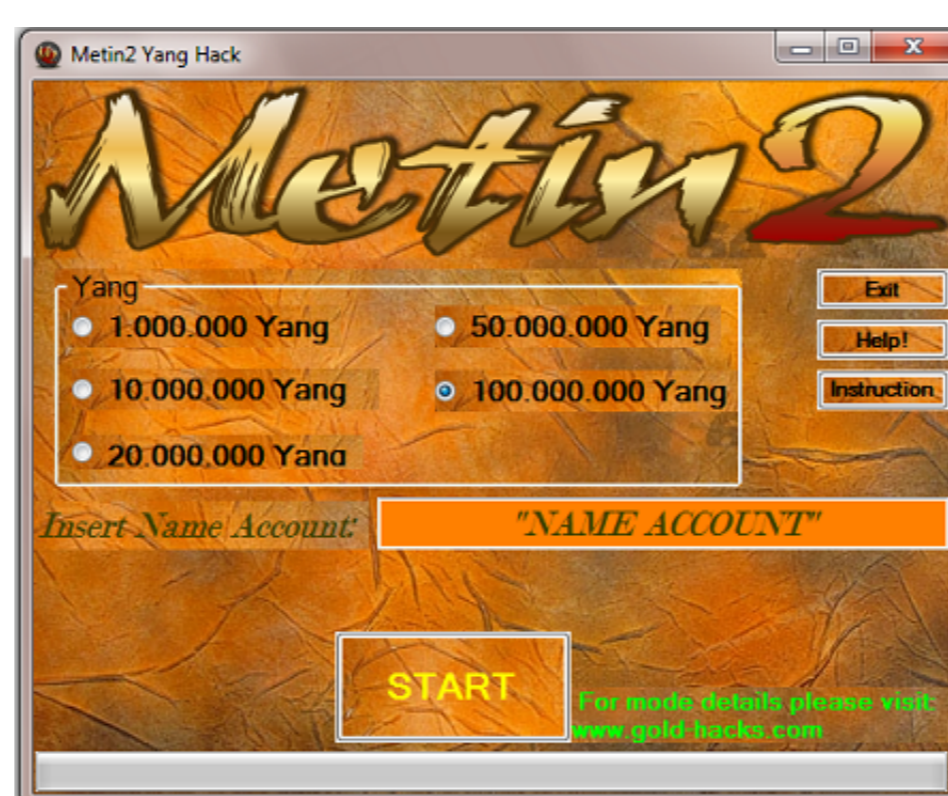 Metin2 Yang Hack
Metin2
Yang
1.000.000 Yang
50.000.000 Yang
10.000.000 Yang
100.000.000 Yang
20.000.000 Yang
Exit
Help!
Instruction
Insert Name Account:
"NAME ACCOUNT"
START
For mode details please visit
www.gold-hacks.com